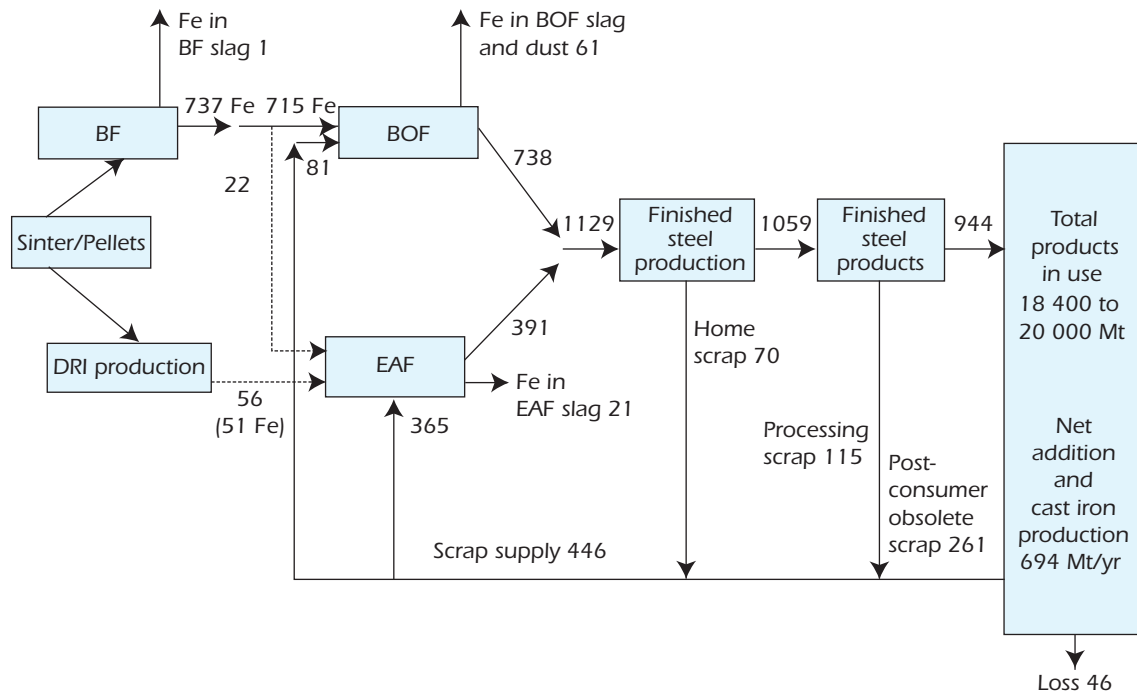 Fe in
BF slag 1
Fe in BOF slag
and dust 61
737 Fe
715 Fe
BF
BOF
81
738
22
Sinter/Pellets
1129
Finished
steel
production
1059
Finished
steel
products
944
Total
products
in use
18 400 to
20 000 Mt
391
DRI production
EAF
Home
scrap 70
56
(51 Fe)
365
Fe in
EAF slag 21
Processing
scrap 115
Post-
consumer
obsolete
scrap 261
Net
addition
and
cast iron
production
694 Mt/yr
Scrap supply 446
Loss 46